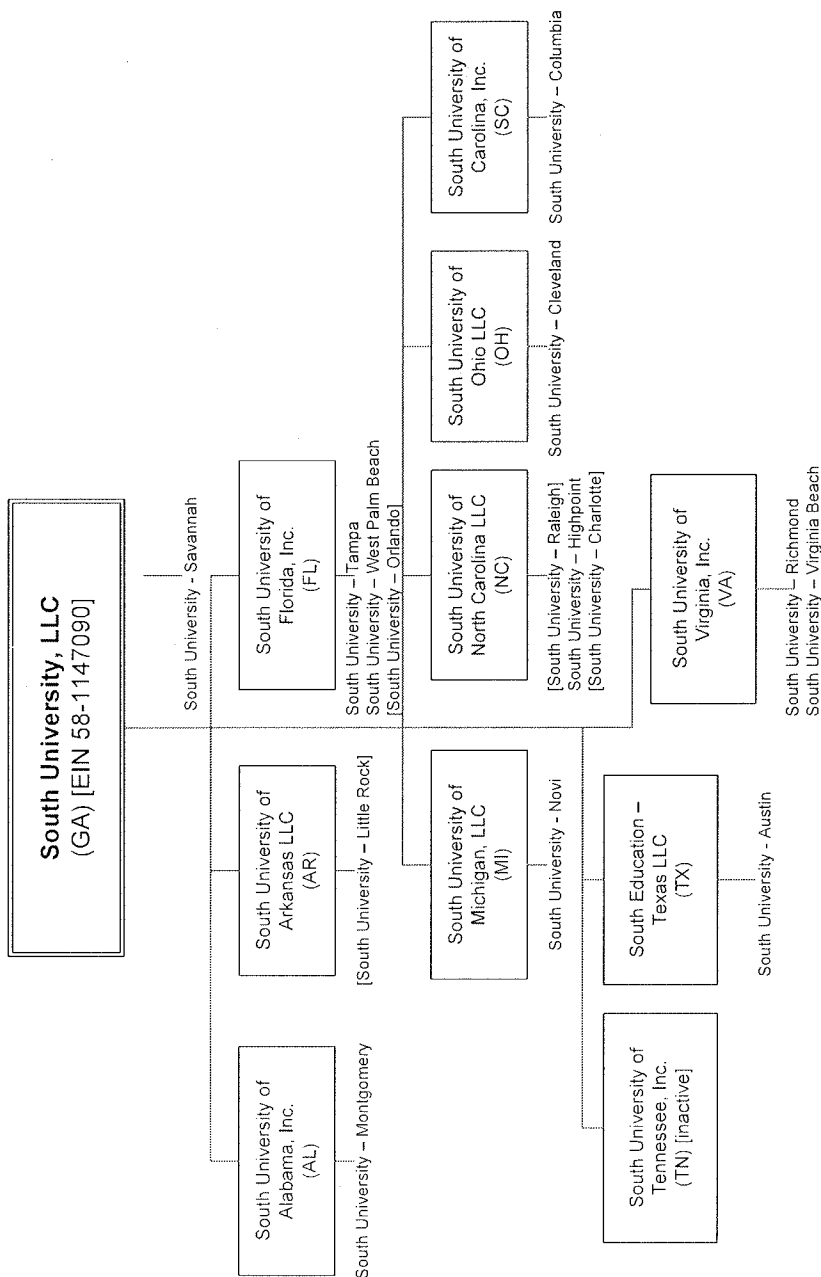 South University, LLC
(GA) [EIN 58-1147090]
South University - Savannah
South University of
Alabama, Inc.
(AL)
South University – Montgomery
South University of
Arkansas LLC
(AR)
[South University – Little Rock]
South University of
Florida, Inc.
(FL)
South University – Tampa
South University – West Palm Beach
[South University – Orlando]
South University of
Michigan, LLC
(MI)
South University - Novi
South University of
North Carolina LLC
(NC)
[South University – Raleigh]
South University – Highpoint
[South University – Charlotte]
South University of
Ohio LLC
(OH)
South University – Cleveland
South University of
Carolina, Inc.
(SC)
South University – Columbia
South University of
Tennessee, Inc.
(TN) [inactive]
South Education –
Texas LLC
(TX)
South University - Austin
South University of
Virginia, Inc.
(VA)
South University – Richmond
South University – Virginia Beach